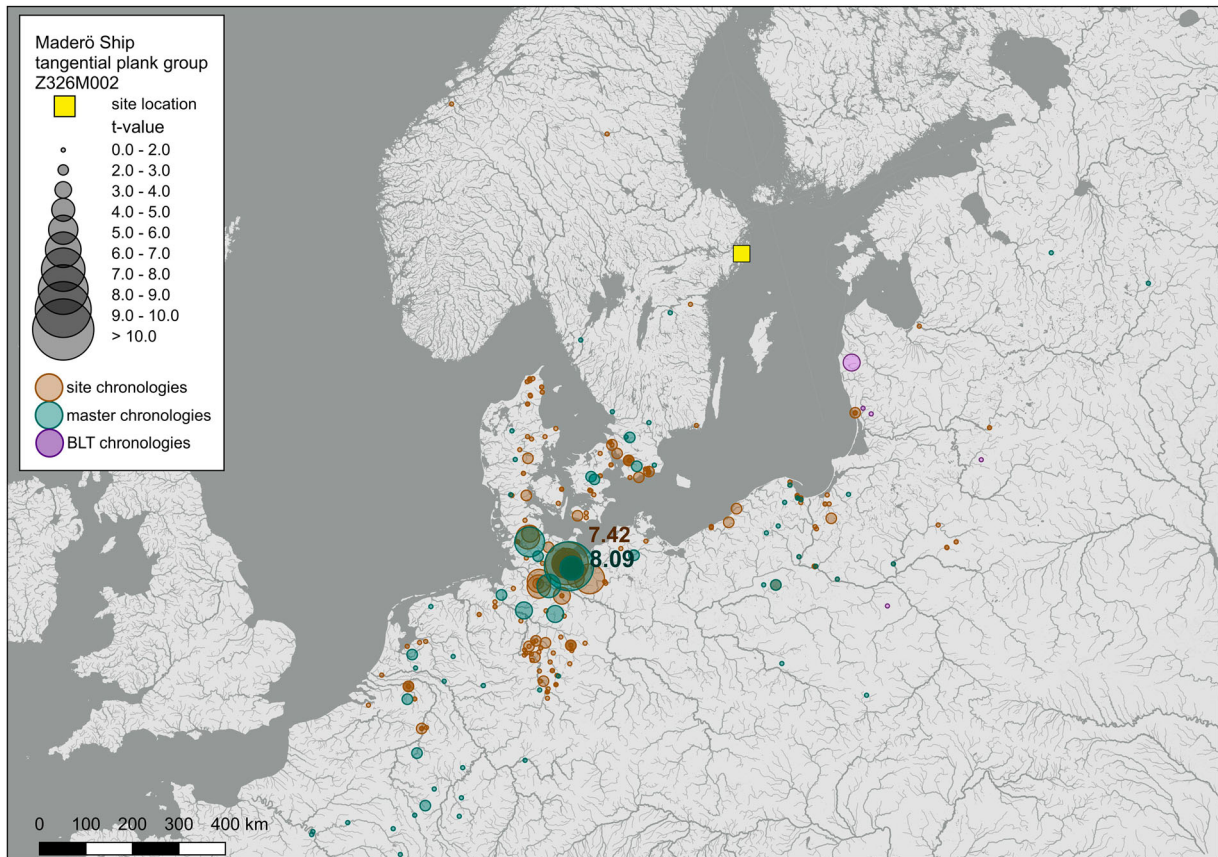 Maderö Ship
tangential plank group
Z326M002
site location
t-value
0.0 - 2.0
2.0 - 3.0
3.0 - 4.0
4.0 - 5.0
5.0 - 6.0
6.0 - 7.0
7.0 - 8.0
8.0 - 9.0
9.0 - 10.0
> 10.0
site chronologies
master chronologies
BLT chronologies
7.42
8.09
0 100 200 300 400 km